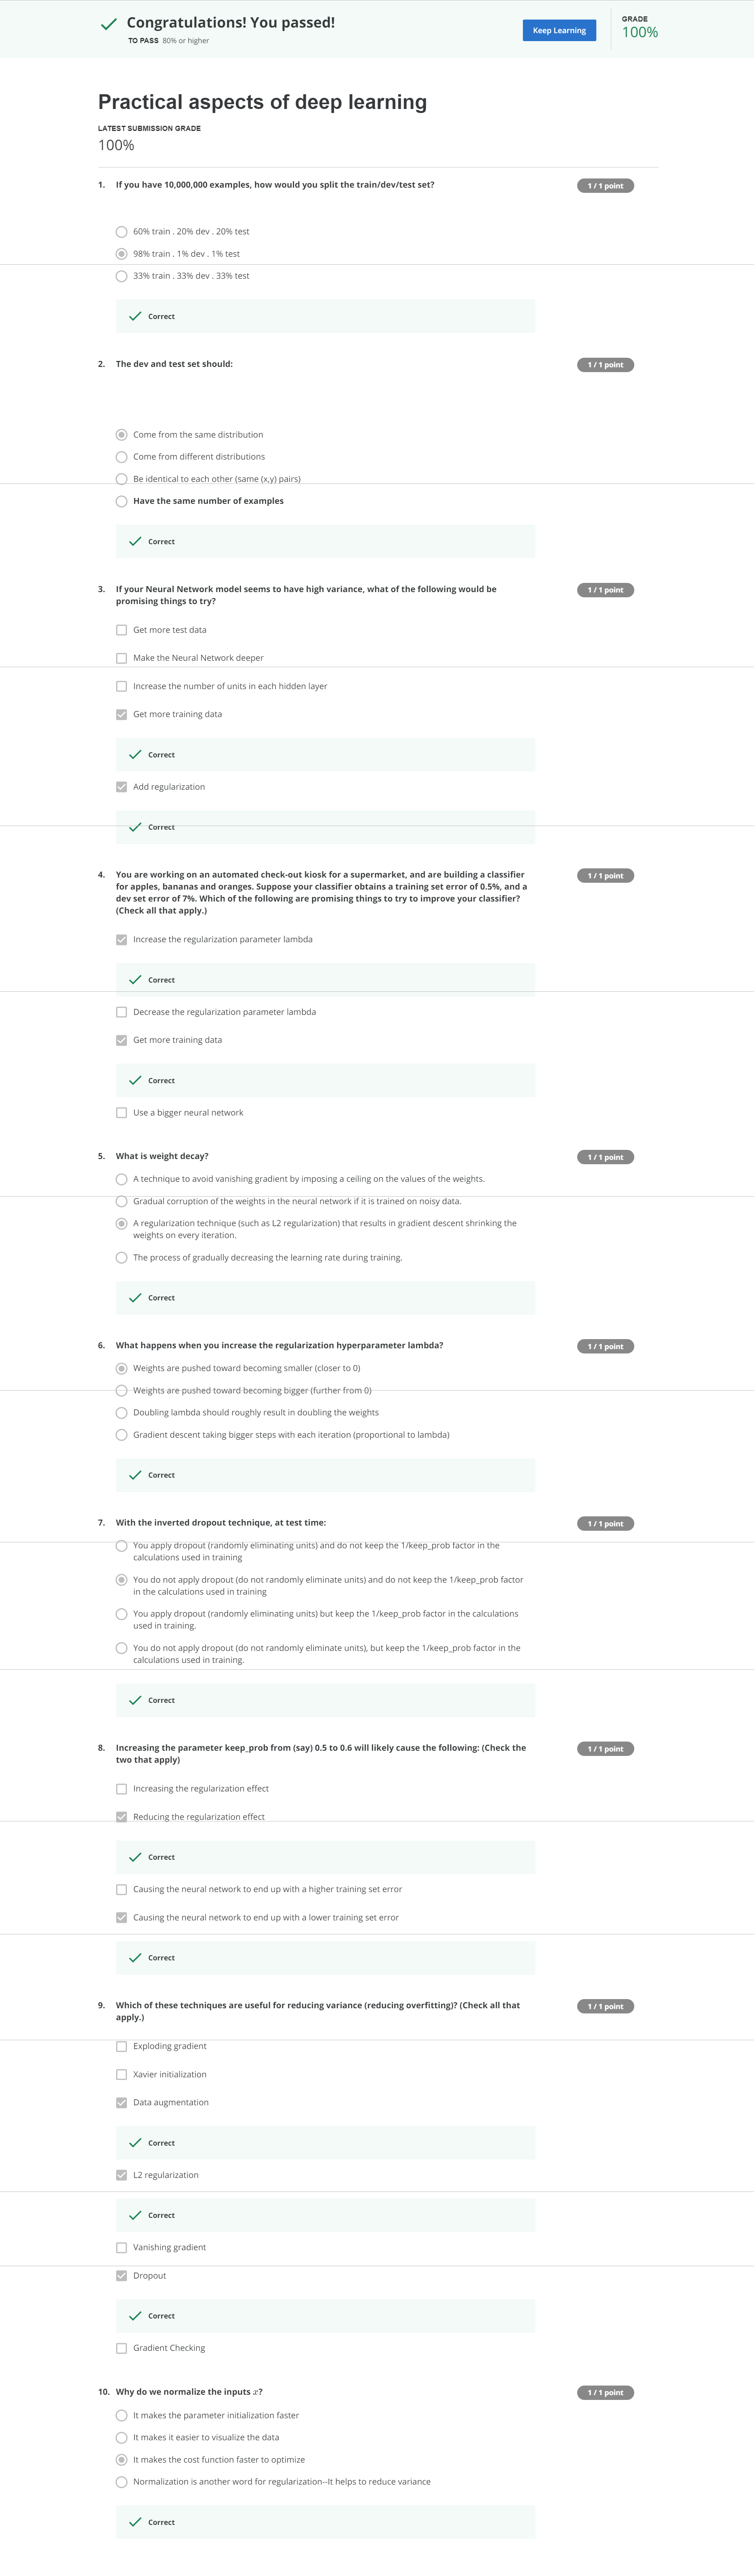 Congratulations! You passed!
TO PASS 80% or higher
Keep Learning
GRADE
100%
Practical aspects of deep learning
LATEST SUBMISSION GRADE
100%
1. If you have 10,000,000 examples, how would you split the train/dev/test set?
1 / 1 point
60% train . 20% dev . 20% test
98% train . 1% dev . 1% test
33% train . 33% dev . 33% test
Correct
2. The dev and test set should:
1 / 1 point
Come from the same distribution
Come from different distributions
Be identical to each other (same (x,y) pairs)
Have the same number of examples
Correct
3. If your Neural Network model seems to have high variance, what of the following would be
promising things to try?
1 / 1 point
Get more test data
Make the Neural Network deeper
Increase the number of units in each hidden layer
Get more training data
Correct
Add regularization
Correct
4. You are working on an automated check-out kiosk for a supermarket, and are building a classifier
for apples, bananas and oranges. Suppose your classifier obtains a training set error of 0.5%, and a
dev set error of 7%. Which of the following are promising things to try to improve your classifier?
(Check all that apply.)
1 / 1 point
Increase the regularization parameter lambda
Correct
Decrease the regularization parameter lambda
Get more training data
Correct
Use a bigger neural network
5. What is weight decay?
1 / 1 point
A technique to avoid vanishing gradient by imposing a ceiling on the values of the weights.
Gradual corruption of the weights in the neural network if it is trained on noisy data.
A regularization technique (such as L2 regularization) that results in gradient descent shrinking the
weights on every iteration.
The process of gradually decreasing the learning rate during training.
Correct
6. What happens when you increase the regularization hyperparameter lambda?
1 / 1 point
Weights are pushed toward becoming smaller (closer to 0)
Weights are pushed toward becoming bigger (further from 0)
Doubling lambda should roughly result in doubling the weights
Gradient descent taking bigger steps with each iteration (proportional to lambda)
Correct
7. With the inverted dropout technique, at test time:
1 / 1 point
You apply dropout (randomly eliminating units) and do not keep the 1/keep_prob factor in the
calculations used in training
You do not apply dropout (do not randomly eliminate units) and do not keep the 1/keep_prob factor
in the calculations used in training
You apply dropout (randomly eliminating units) but keep the 1/keep_prob factor in the calculations
used in training.
You do not apply dropout (do not randomly eliminate units), but keep the 1/keep_prob factor in the
calculations used in training.
Correct
8. Increasing the parameter keep_prob from (say) 0.5 to 0.6 will likely cause the following: (Check the
two that apply)
1 / 1 point
Increasing the regularization effect
Reducing the regularization effect
Correct
Causing the neural network to end up with a higher training set error
Causing the neural network to end up with a lower training set error
Correct
9. Which of these techniques are useful for reducing variance (reducing overfitting)? (Check all that
apply.)
1 / 1 point
Exploding gradient
Xavier initialization
Data augmentation
Correct
L2 regularization
Correct
Vanishing gradient
Dropout
Correct
Gradient Checking
10. Why do we normalize the inputs x?
1 / 1 point
It makes the parameter initialization faster
It makes it easier to visualize the data
It makes the cost function faster to optimize
Normalization is another word for regularization--It helps to reduce variance
Correct